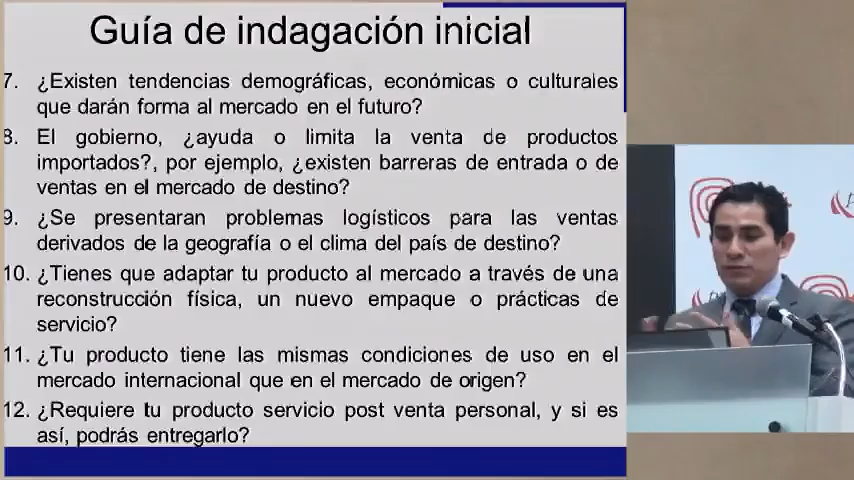 Guía de indagación inicial
7. ¿Existen tendencias demográficas, económicas o culturales
que darán forma al mercado en el futuro?
8. El gobierno, ¿ayuda o limita la venta de productos
importados?, por ejemplo, ¿existen barreras de entrada o de
ventas en el mercado de destino?
9. ¿Se presentaran problemas logísticos para las ventas
derivados de la geografía o el clima del país de destino?
10. ¿Tienes que adaptar tu producto al mercado a través de una
reconstrucción física, un nuevo empaque o prácticas de
servicio?
11. ¿Tu producto tiene las mismas condiciones de uso en el
mercado internacional que en el mercado de origen?
12. ¿Requiere tu producto servicio post venta personal, y si es
así, podrás entregarlo?